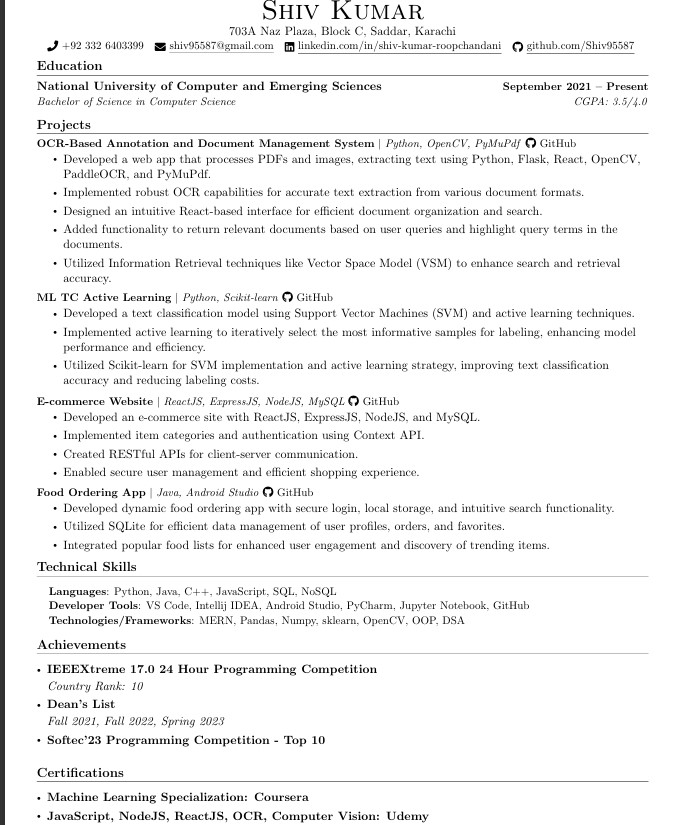 Shiv Kumar
703A Naz Plaza, Block C, Saddar, Karachi
+92 332 6403399 shiv95587@gmail.com linkedin.com/in/shiv-kumar-roopchandani github.com/Shiv95587
Education
National University of Computer and Emerging Sciences September 2021 – Present
Bachelor of Science in Computer Science CGPA: 3.5/4.0
Projects
OCR-Based Annotation and Document Management System | Python, OpenCV, PyMuPdf GitHub
• Developed a web app that processes PDFs and images, extracting text using Python, Flask, React, OpenCV,
PaddleOCR, and PyMuPdf.
• Implemented robust OCR capabilities for accurate text extraction from various document formats.
• Designed an intuitive React-based interface for efficient document organization and search.
• Added functionality to return relevant documents based on user queries and highlight query terms in the
documents.
• Utilized Information Retrieval techniques like Vector Space Model (VSM) to enhance search and retrieval
accuracy.
ML TC Active Learning | Python, Scikit-learn GitHub
• Developed a text classification model using Support Vector Machines (SVM) and active learning techniques.
• Implemented active learning to iteratively select the most informative samples for labeling, enhancing model
performance and efficiency.
• Utilized Scikit-learn for SVM implementation and active learning strategy, improving text classification
accuracy and reducing labeling costs.
E-commerce Website | ReactJS, ExpressJS, NodeJS, MySQL GitHub
• Developed an e-commerce site with ReactJS, ExpressJS, NodeJS, and MySQL.
• Implemented item categories and authentication using Context API.
• Created RESTful APIs for client-server communication.
• Enabled secure user management and efficient shopping experience.
Food Ordering App | Java, Android Studio GitHub
• Developed dynamic food ordering app with secure login, local storage, and intuitive search functionality.
• Utilized SQLite for efficient data management of user profiles, orders, and favorites.
• Integrated popular food lists for enhanced user engagement and discovery of trending items.
Technical Skills
Languages: Python, Java, C++, JavaScript, SQL, NoSQL
Developer Tools: VS Code, Intellij IDEA, Android Studio, PyCharm, Jupyter Notebook, GitHub
Technologies/Frameworks: MERN, Pandas, Numpy, sklearn, OpenCV, OOP, DSA
Achievements
• IEEEXtreme 17.0 24 Hour Programming Competition
Country Rank: 10
• Dean's List
Fall 2021, Fall 2022, Spring 2023
• Softec'23 Programming Competition - Top 10
Certifications
• Machine Learning Specialization: Coursera
• JavaScript, NodeJS, ReactJS, OCR, Computer Vision: Udemy